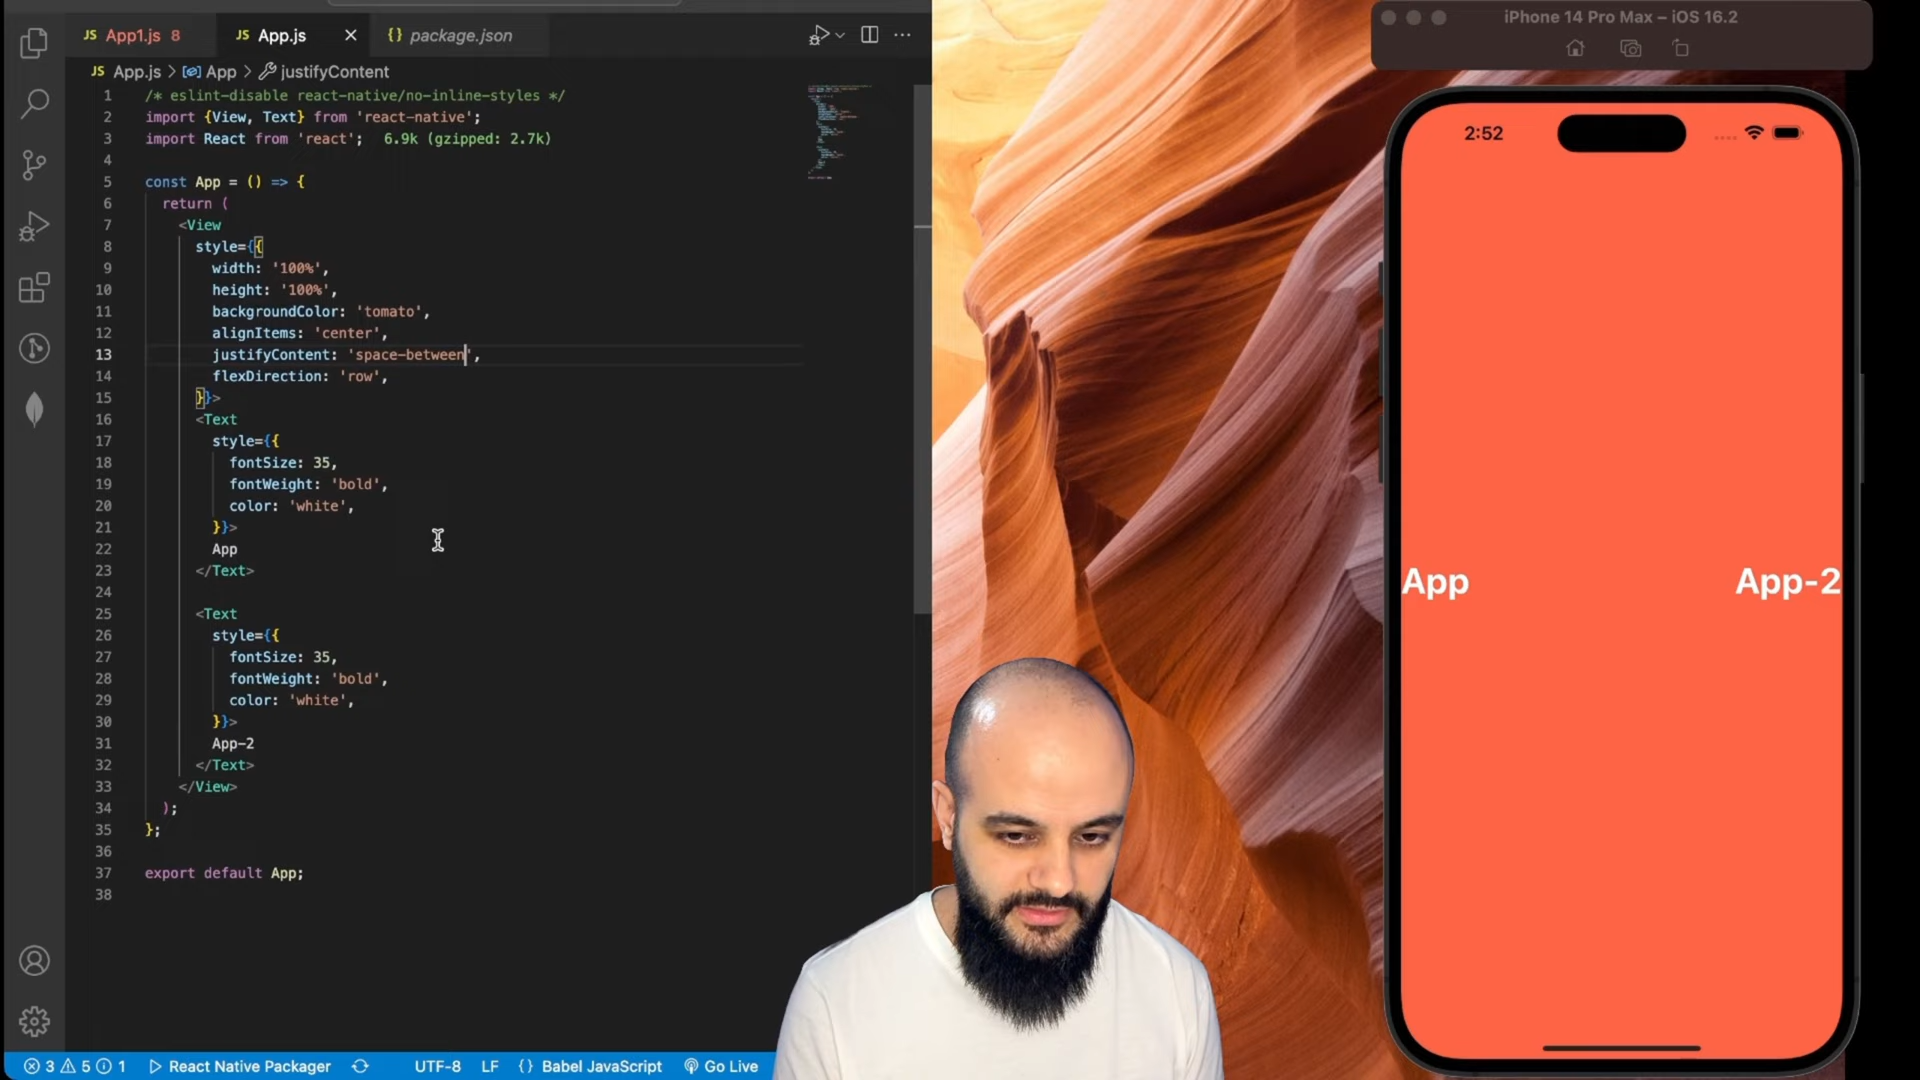 JS App1.js 8
JS App.js
{} package.json
JS App.js > App > justifyContent
1 /* eslint-disable react-native/no-inline-styles */
2 import {View, Text} from 'react-native';
3 import React from 'react'; 6.9k (gzipped: 2.7k)
4
5 const App = () => {
6 return (
7 <View
8 style={{
9 width: '100%',
10 height: '100%',
11 backgroundColor: 'tomato',
12 alignItems: 'center',
13 justifyContent: 'space-between',
14 flexDirection: 'row',
15 }}>
16 <Text
17 style={{
18 fontSize: 35,
19 fontWeight: 'bold',
20 color: 'white',
21 }}>
22 App
23 </Text>
24
25 <Text
26 style={{
27 fontSize: 35,
28 fontWeight: 'bold',
29 color: 'white',
30 }}>
31 App-2
32 </Text>
33 </View>
34 );
35 };
36
37 export default App;
38
3 5 1 React Native Packager UTF-8 LF {} Babel JavaScript Go Live
iPhone 14 Pro Max – iOS 16.2
2:52
App App-2